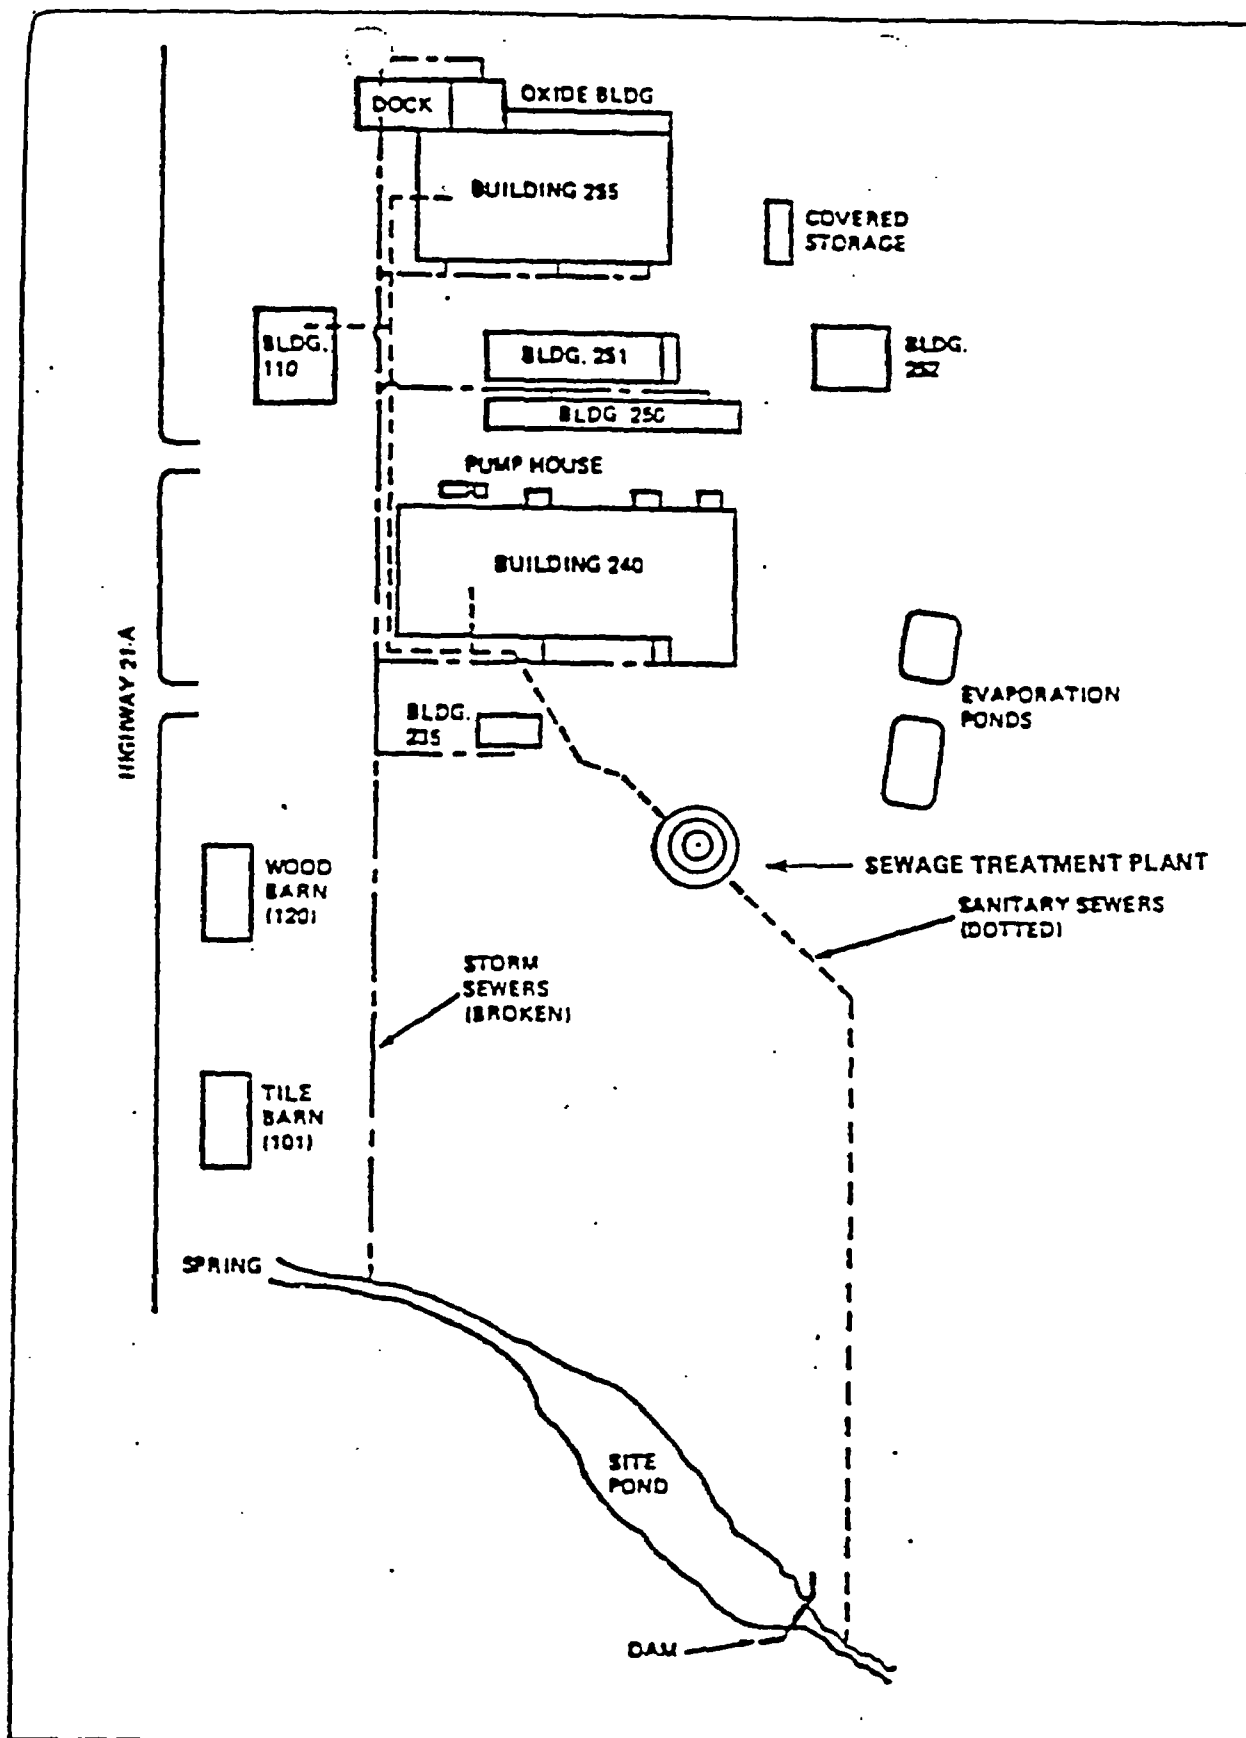 DOCK
OXIDE BLDG
BUILDING 255
COVERED
STORAGE
BLDG.
110
BLDG. 251
BLDG.
252
BLDG 250
PUMP HOUSE
BUILDING 240
HIGHWAY 21-A
EVAPORATION
PONDS
BLDG.
235
WOOD
BARN
(120)
SEWAGE TREATMENT PLANT
SANITARY SEWERS
(DOTTED)
STORM
SEWERS
(BROKEN)
TILE
BARN
(101)
SPRING
SITE
POND
DAM